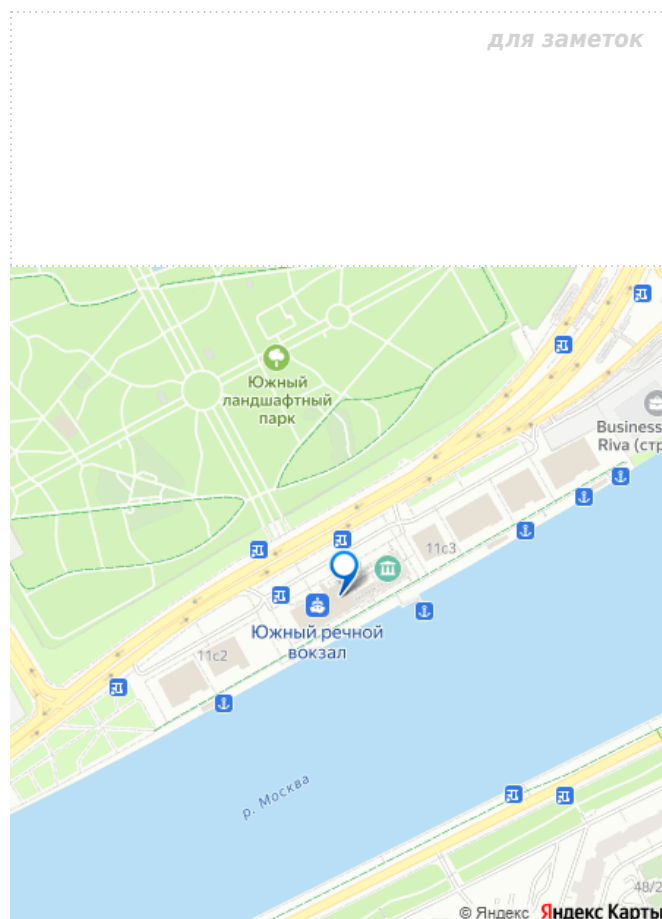 для заметок
Южный
ландшафтный
парк
Business
Riva (стр
11с3
Южный речной
вокзал
11с2
р. Москва
48/2
© Яндекс Яндекс Карты